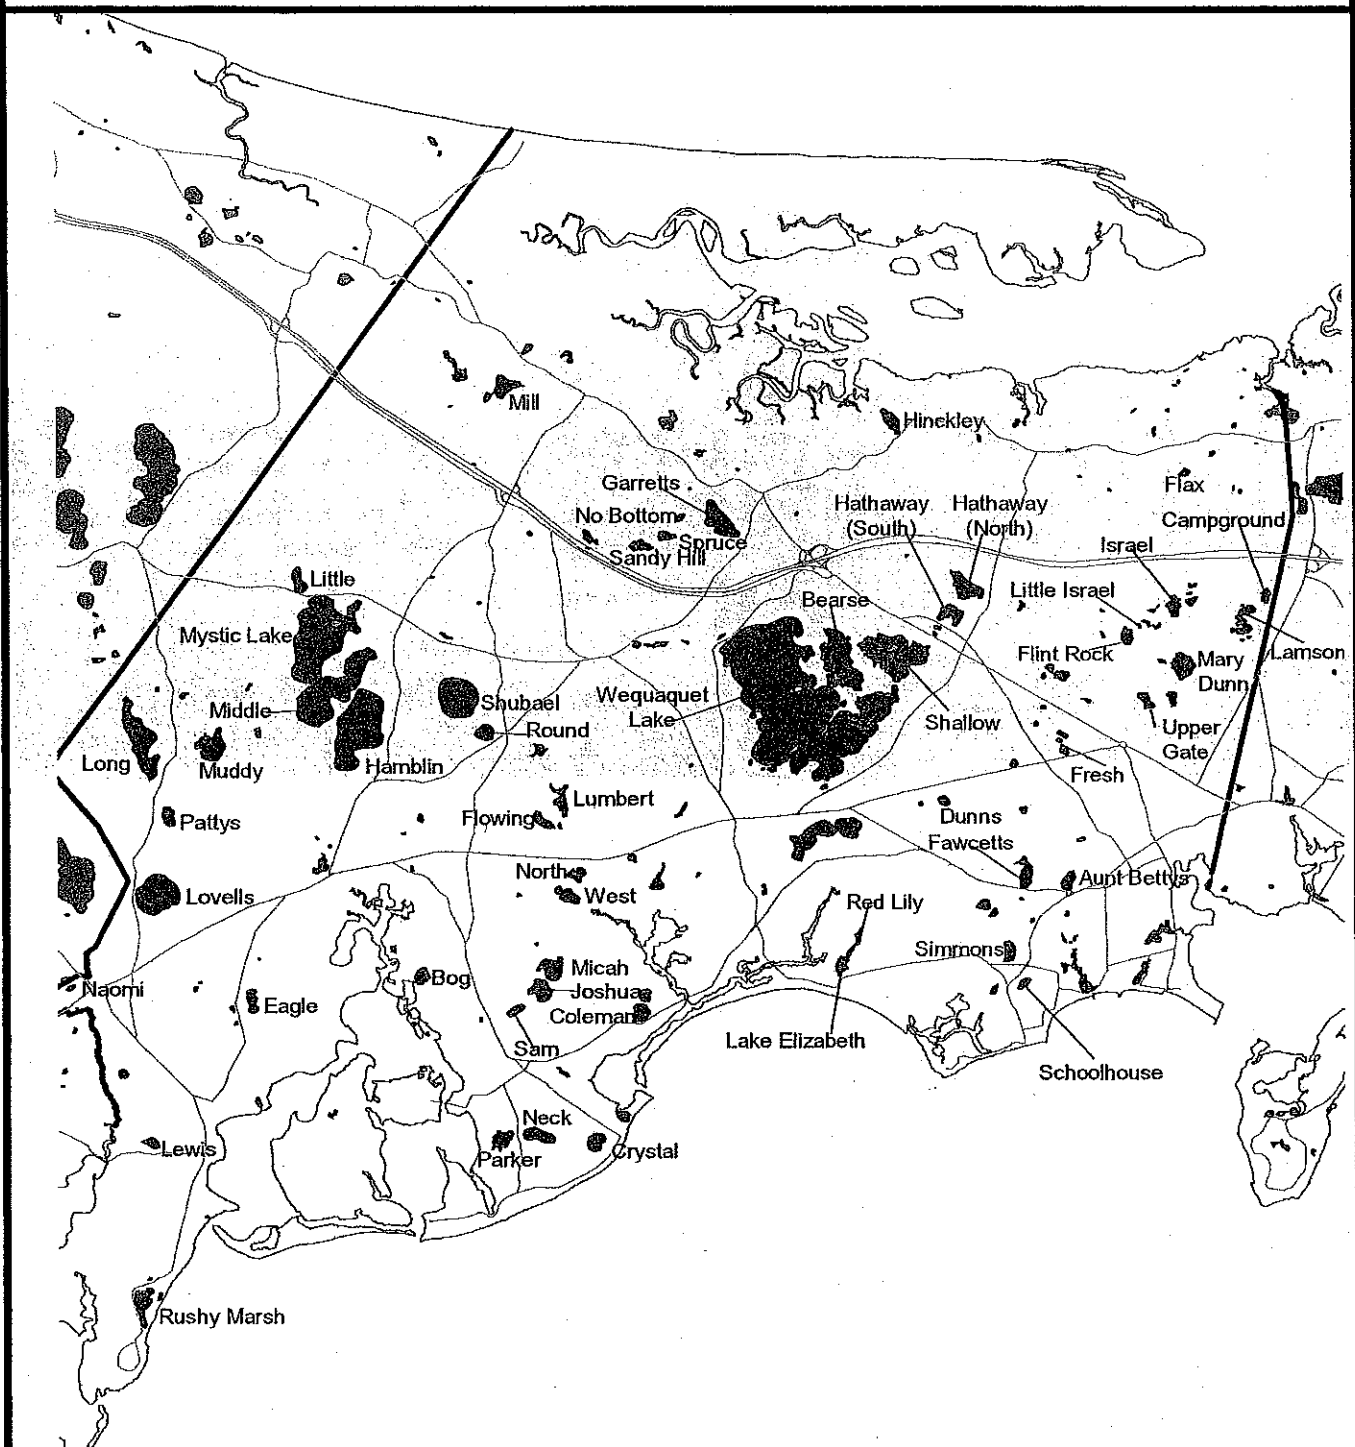 Mill
Hinckley
Garretts
Flax
No Bottom
Hathaway
(South)
Hathaway
(North)
Campground
Spruce
Sandy Hill
Israel
Little
Bearse
Little Israel
Mystic Lake
Flint Rock
Mary
Dunn
Lamson
Middle
Shubael
Wequaquet
Lake
Round
Shallow
Upper
Gate
Long
Muddy
Hamblin
Fresh
Pattys
Flowing
Lumbert
Dunns
Fawcetts
North
West
Aunt Bettys
Lovells
Red Lily
Simmons
Naomi
Eagle
Bog
Micah
Joshua
Coleman
Sam
Lake Elizabeth
Schoolhouse
Neck
Parker
Crystal
Lewis
Rushy Marsh